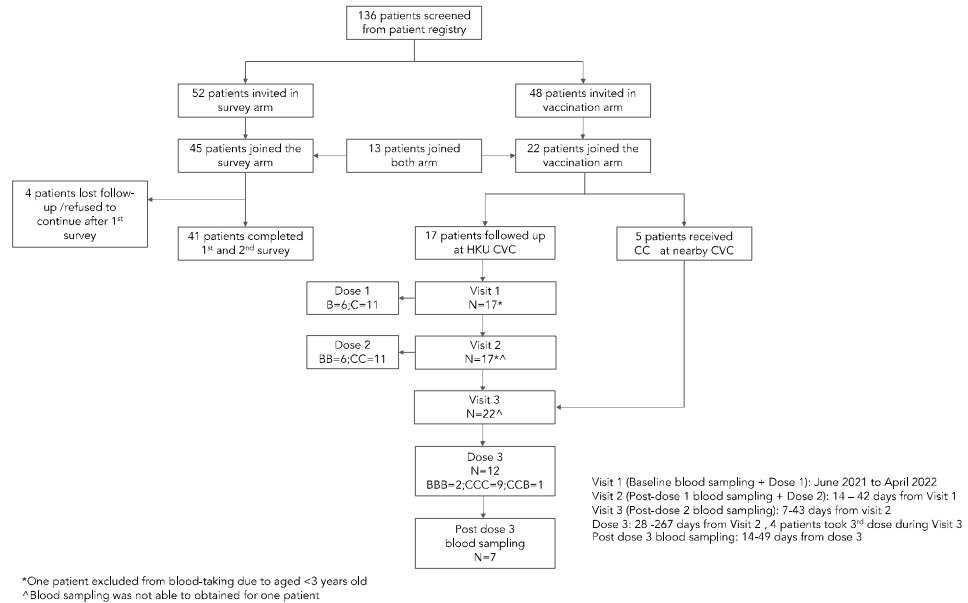 136 patients screened
from patient registry
52 patients invited in
survey arm
48 patients invited in
vaccination arm
45 patients joined the
survey arm
13 patients joined
both arm
22 patients joined the
vaccination arm
4 patients lost follow-
up /refused to
continue after 1st
survey
41 patients completed
1st and 2nd survey
17 patients followed up
at HKU CVC
5 patients received
CC at nearby CVC
Dose 1
B=6;C=11
Visit 1
N=17*
Dose 2
BB=6;CC=11
Visit 2
N=17*^
Visit 3
N=22^
Dose 3
N=12
BBB=2;CCC=9;CCB=1
Post dose 3
blood sampling
N=7
Visit 1 (Baseline blood sampling + Dose 1): June 2021 to April 2022
Visit 2 (Post-dose 1 blood sampling + Dose 2): 14 – 42 days from Visit 1
Visit 3 (Post-dose 2 blood sampling): 7-43 days from visit 2
Dose 3: 28 -267 days from Visit 2 , 4 patients took 3rd dose during Visit 3
Post dose 3 blood sampling: 14-49 days from dose 3
*One patient excluded from blood-taking due to aged <3 years old
^Blood sampling was not able to obtained for one patient